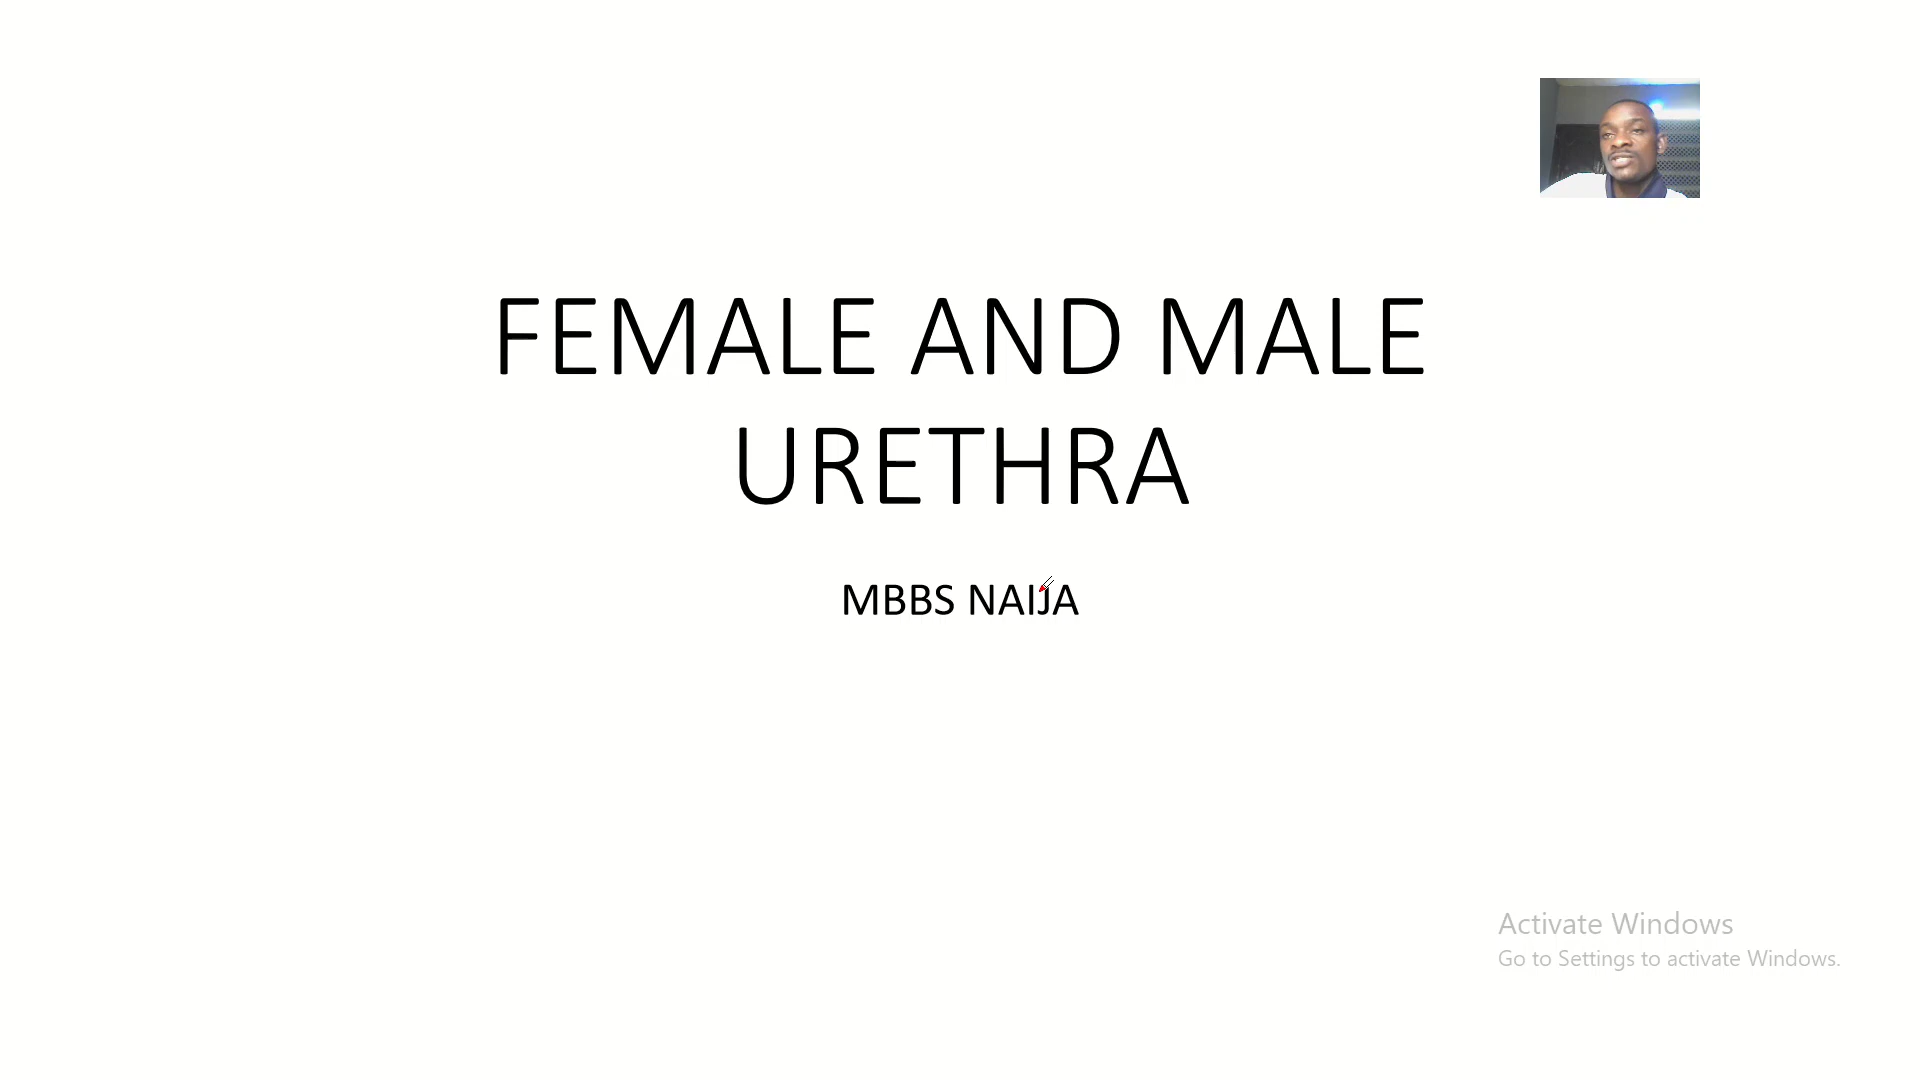 FEMALE AND MALE
URETHRA
MBBS NAIJA
Activate Windows
Go to Settings to activate Windows.